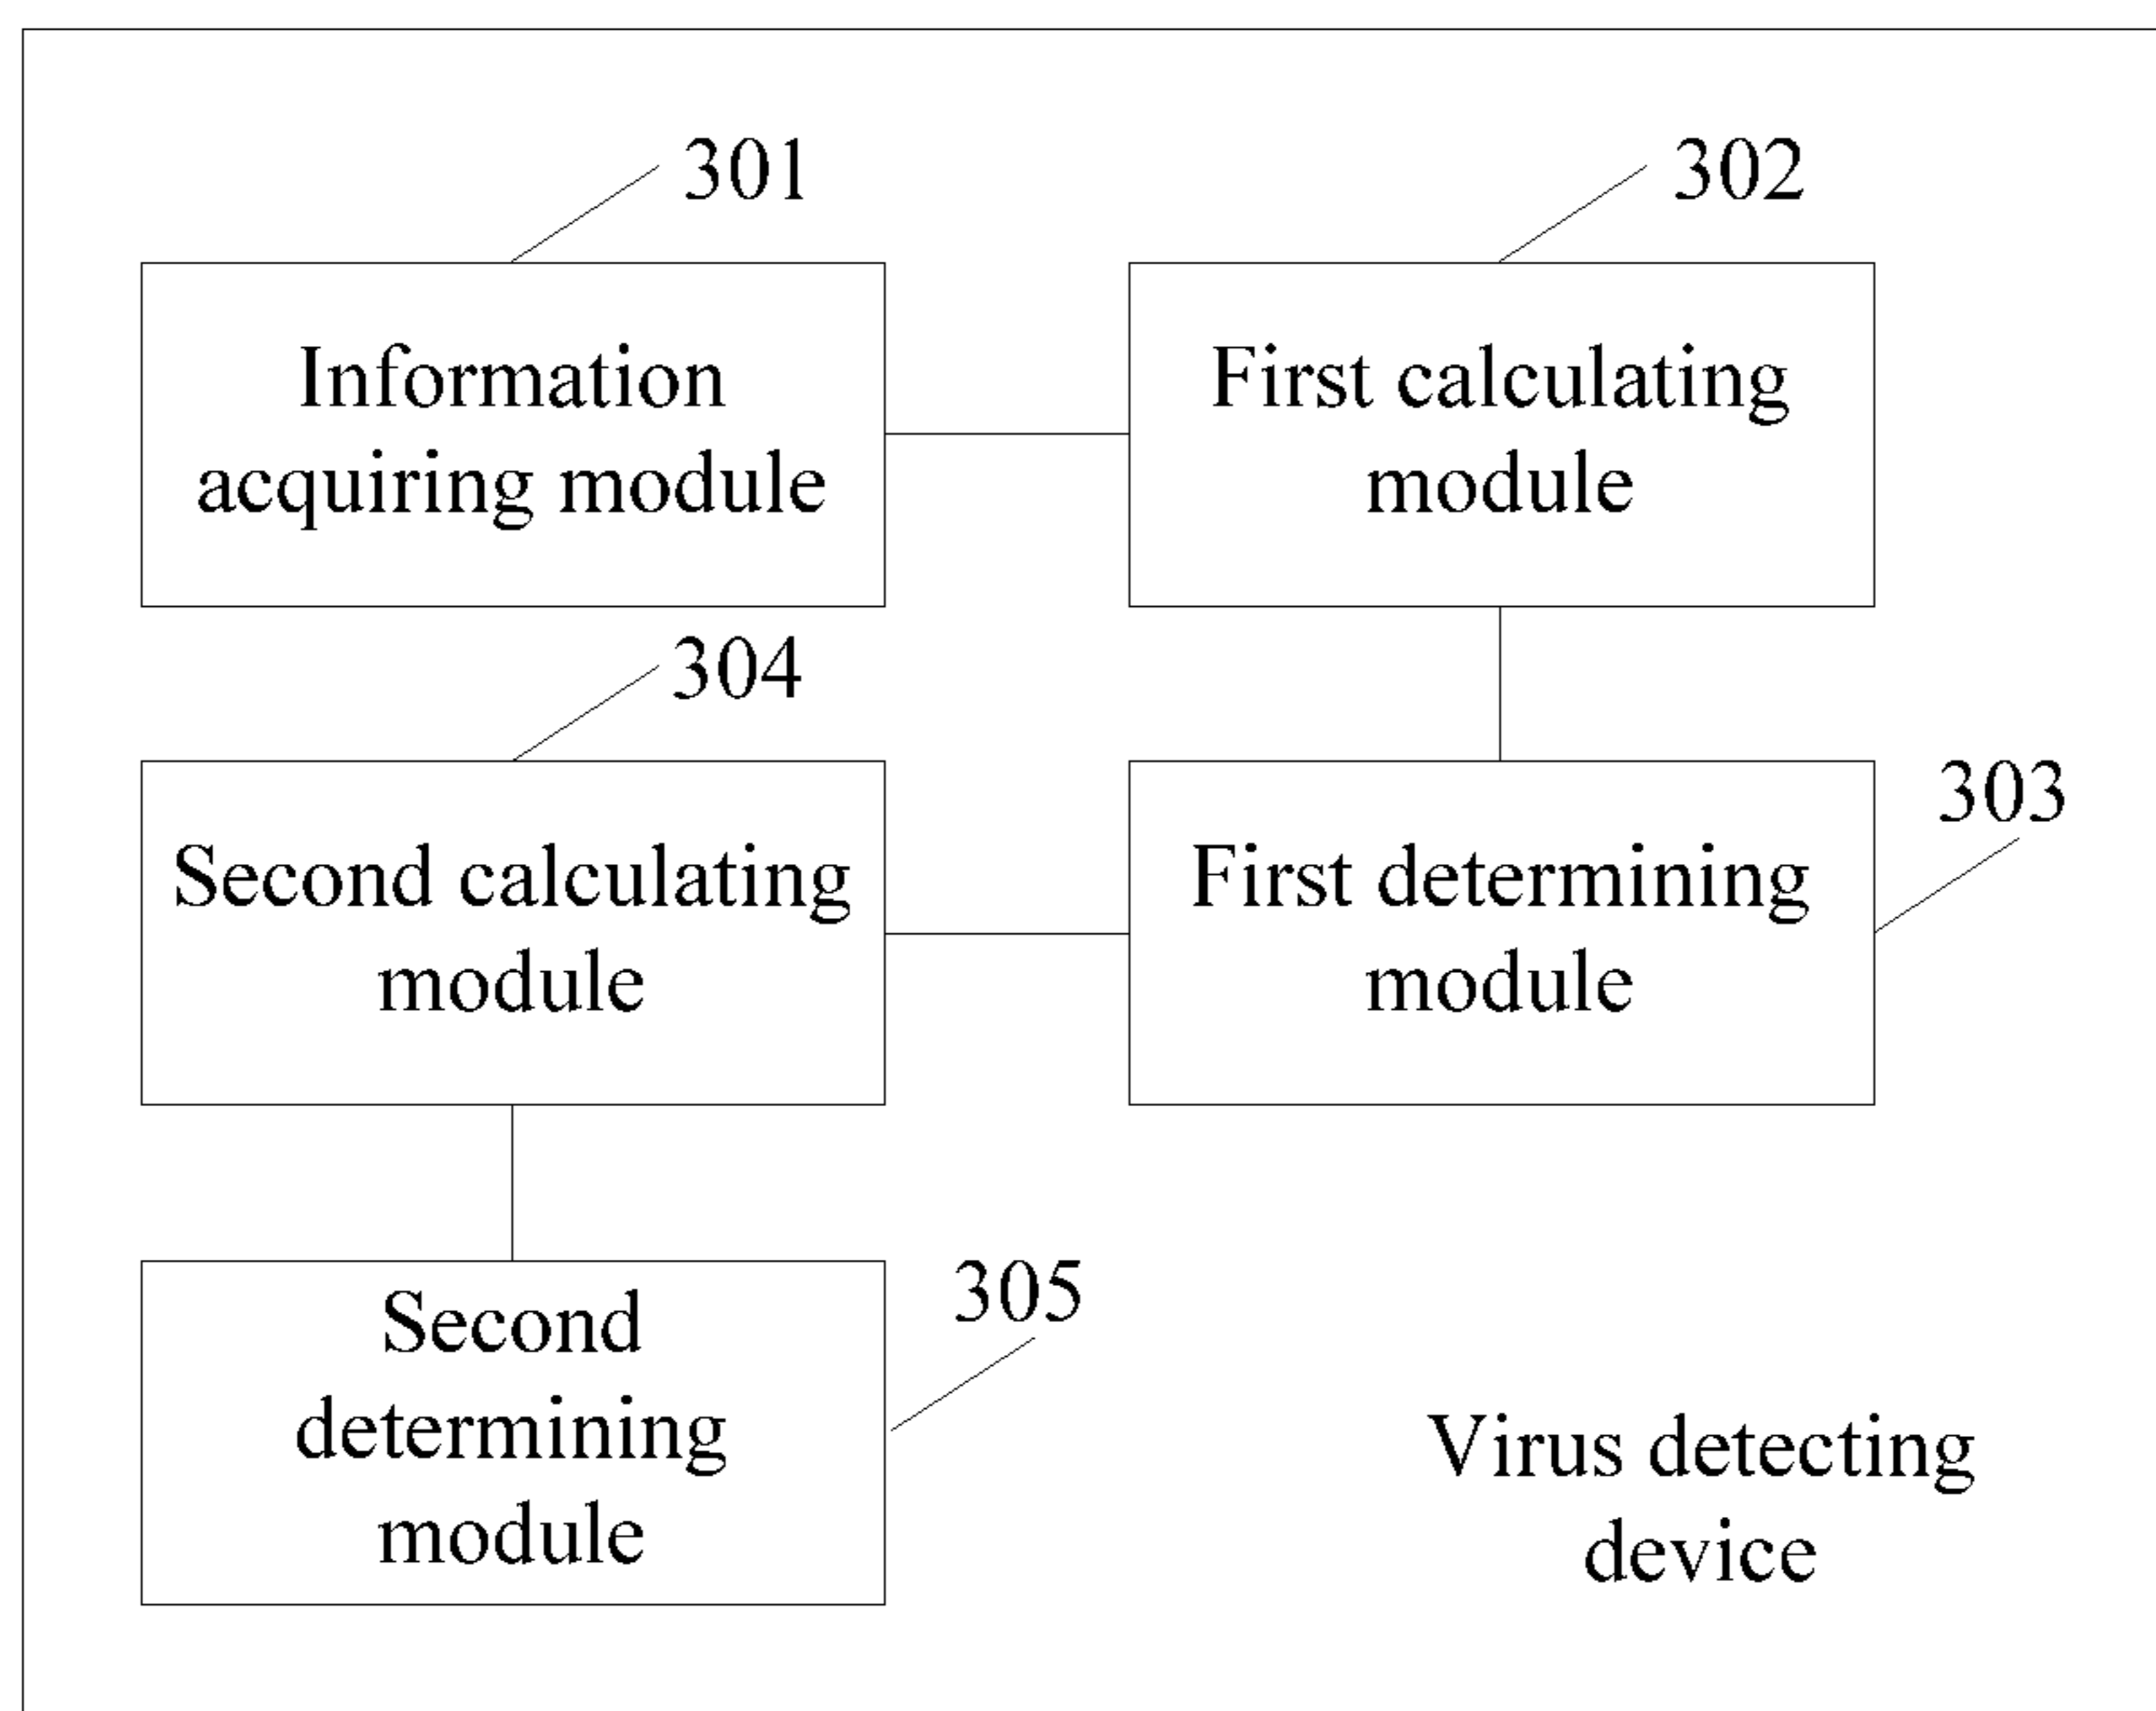 301
302
Information
acquiring module
First calculating
module
304
303
Second calculating
module
First determining
module
305
Second
determining
module
Virus detecting
device